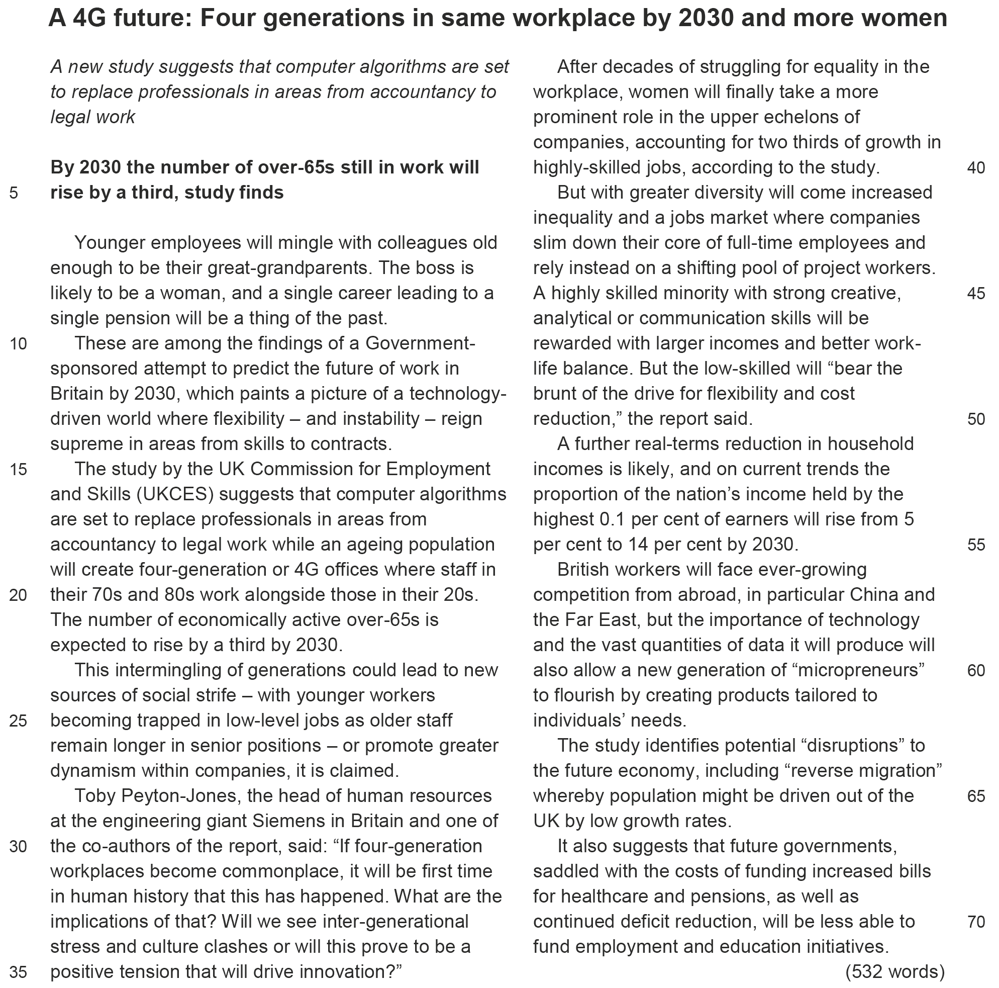 A 4G future: Four generations in same workplace by 2030 and more women
A new study suggests that computer algorithms are set
to replace professionals in areas from accountancy to
legal work
By 2030 the number of over-65s still in work will
5 rise by a third, study finds
Younger employees will mingle with colleagues old
enough to be their great-grandparents. The boss is
likely to be a woman, and a single career leading to a
single pension will be a thing of the past.
10 These are among the findings of a Government-
sponsored attempt to predict the future of work in
Britain by 2030, which paints a picture of a technology-
driven world where flexibility – and instability – reign
supreme in areas from skills to contracts.
15 The study by the UK Commission for Employment
and Skills (UKCES) suggests that computer algorithms
are set to replace professionals in areas from
accountancy to legal work while an ageing population
will create four-generation or 4G offices where staff in
20 their 70s and 80s work alongside those in their 20s.
The number of economically active over-65s is
expected to rise by a third by 2030.
This intermingling of generations could lead to new
sources of social strife – with younger workers
25 becoming trapped in low-level jobs as older staff
remain longer in senior positions – or promote greater
dynamism within companies, it is claimed.
Toby Peyton-Jones, the head of human resources
at the engineering giant Siemens in Britain and one of
30 the co-authors of the report, said: “If four-generation
workplaces become commonplace, it will be first time
in human history that this has happened. What are the
implications of that? Will we see inter-generational
stress and culture clashes or will this prove to be a
35 positive tension that will drive innovation?”
After decades of struggling for equality in the
workplace, women will finally take a more
prominent role in the upper echelons of
companies, accounting for two thirds of growth in
highly-skilled jobs, according to the study. 40
But with greater diversity will come increased
inequality and a jobs market where companies
slim down their core of full-time employees and
rely instead on a shifting pool of project workers.
A highly skilled minority with strong creative, 45
analytical or communication skills will be
rewarded with larger incomes and better work-
life balance. But the low-skilled will “bear the
brunt of the drive for flexibility and cost
reduction,” the report said. 50
A further real-terms reduction in household
incomes is likely, and on current trends the
proportion of the nation’s income held by the
highest 0.1 per cent of earners will rise from 5
per cent to 14 per cent by 2030. 55
British workers will face ever-growing
competition from abroad, in particular China and
the Far East, but the importance of technology
and the vast quantities of data it will produce will
also allow a new generation of “micropreneurs” 60
to flourish by creating products tailored to
individuals’ needs.
The study identifies potential “disruptions” to
the future economy, including “reverse migration”
whereby population might be driven out of the 65
UK by low growth rates.
It also suggests that future governments,
saddled with the costs of funding increased bills
for healthcare and pensions, as well as
continued deficit reduction, will be less able to 70
fund employment and education initiatives.
(532 words)